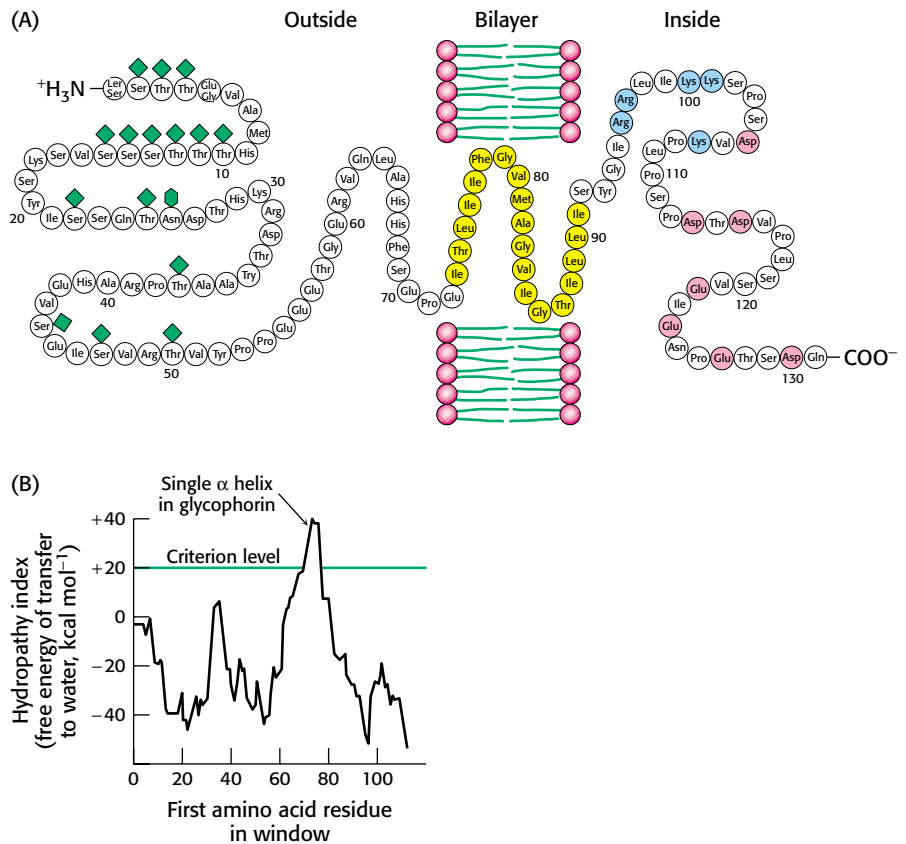 (A)
Outside
Bilayer
Inside
⁺H₃N
Ler
Ser
Ser Thr Thr
Glu
Gly
Val Ala Met His
Thr Thr Thr Ser Ser Ser Val Ser Lys
10
Ser Tyr Ile Ser Ser Gln Thr Asn Asp Thr His Lys
20
30
Arg Asp Thr Try Ala Ala Thr Pro Arg Ala His Glu
40
Val Ser Glu Ile Ser Val Arg Thr Val Tyr Pro Pro
50
Glu Glu Glu Thr Gly Glu Arg Val Gln Leu
60
Ala His His Phe Ser Glu Pro Glu
70
Ile Thr Leu Ile Ile Phe Gly Val Met Ala Gly Val Ile Gly Thr Ile Leu Leu Ile
80
90
Ser Tyr Gly Ile Arg Arg Leu Ile Lys Lys Ser Pro Ser
100
Asp Val Lys Pro Leu Pro Ser Pro
110
Asp Thr Asp Val Pro Leu Ser Ser Val Glu Ile Glu Asn
120
Pro Glu Thr Ser Asp Gln
130
COO⁻
(B)
Single α helix
in glycophorin
Criterion level
+40
+20
0
−20
−40
Hydropathy index
(free energy of transfer
to water, kcal mol⁻¹)
0 20 40 60 80 100
First amino acid residue
in window